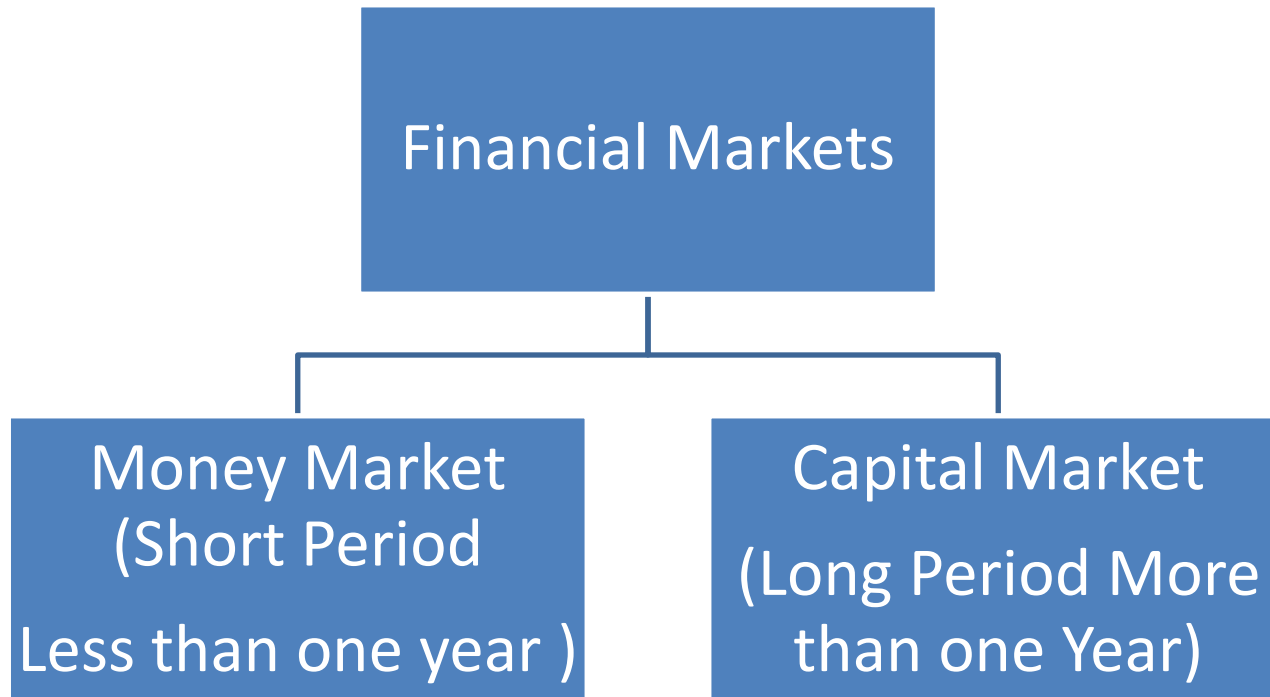 Financial Markets
Money Market
(Short Period
Less than one year )
Capital Market
(Long Period More
than one Year)